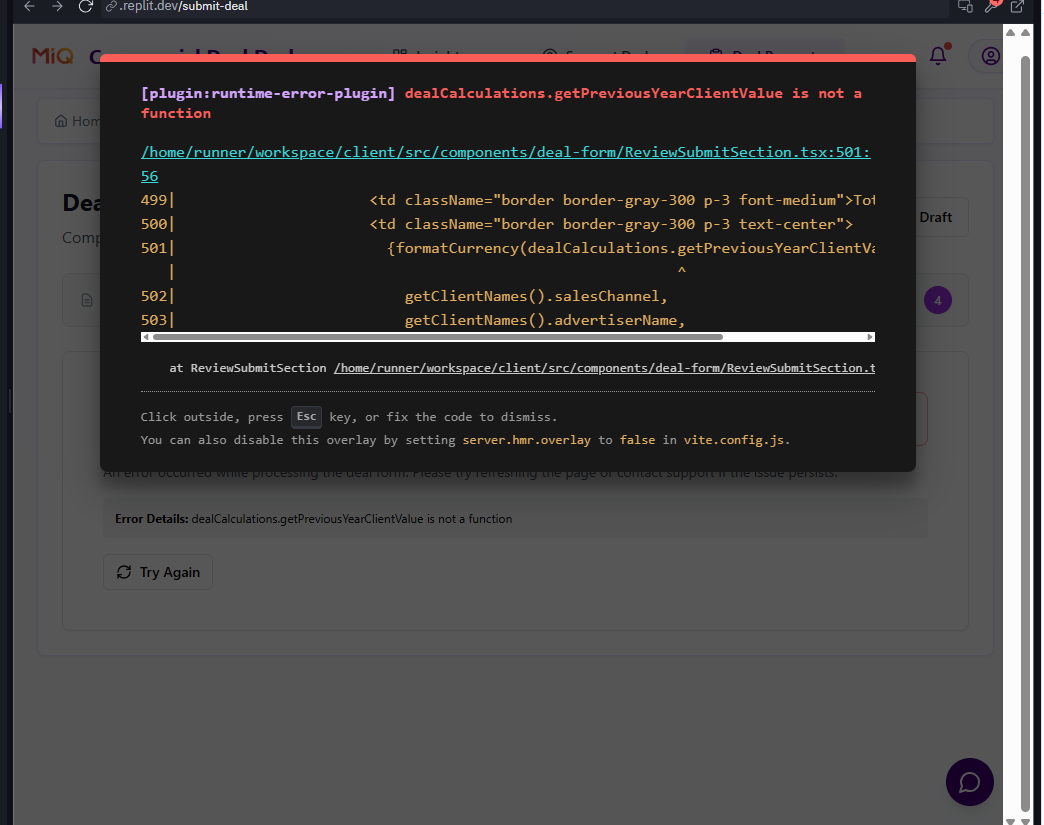 .replit.dev/submit-deal
MiQ
[plugin:runtime-error-plugin] dealCalculations.getPreviousYearClientValue is not a
function
/home/runner/workspace/client/src/components/deal-form/ReviewSubmitSection.tsx:501:
56
499| <td className="border border-gray-300 p-3 font-medium">Tot
500| <td className="border border-gray-300 p-3 text-center">
501| {formatCurrency(dealCalculations.getPreviousYearClientVa
| ^
502| getClientNames().salesChannel,
503| getClientNames().advertiserName,
at ReviewSubmitSection /home/runner/workspace/client/src/components/deal-form/ReviewSubmitSection.t
Click outside, press Esc key, or fix the code to dismiss.
You can also disable this overlay by setting server.hmr.overlay to false in vite.config.js.
Hom
Dea
Comp
Draft
4
An error occurred while processing the deal form. Please try refreshing the page or contact support if the issue persists.
Error Details: dealCalculations.getPreviousYearClientValue is not a function
Try Again